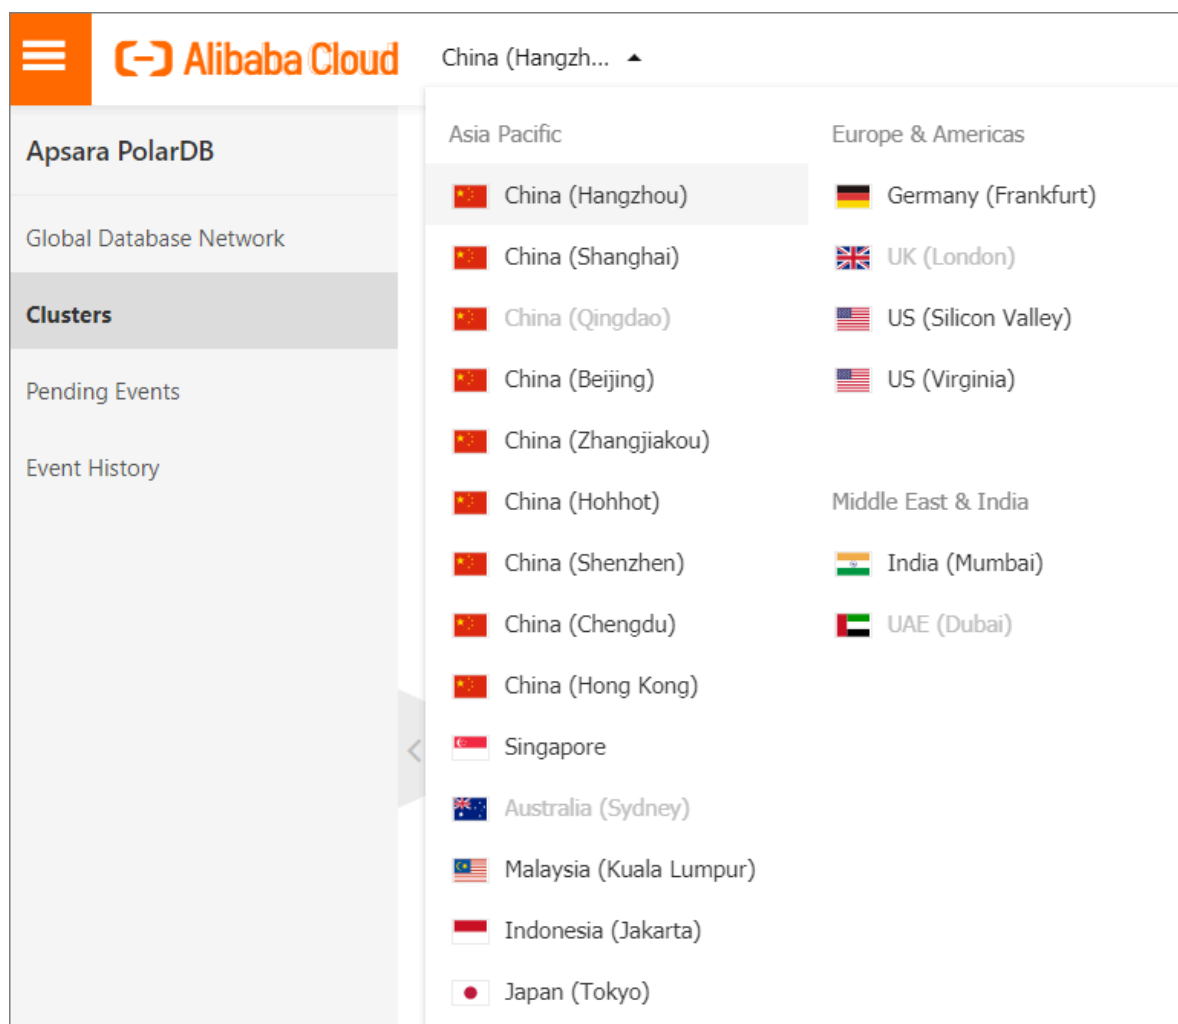 Alibaba Cloud
China (Hangzh...
Apsara PolarDB
Global Database Network
Clusters
Pending Events
Event History
Asia Pacific
China (Hangzhou)
China (Shanghai)
China (Qingdao)
China (Beijing)
China (Zhangjiakou)
China (Hohhot)
China (Shenzhen)
China (Chengdu)
China (Hong Kong)
Singapore
Australia (Sydney)
Malaysia (Kuala Lumpur)
Indonesia (Jakarta)
Japan (Tokyo)
Europe & Americas
Germany (Frankfurt)
UK (London)
US (Silicon Valley)
US (Virginia)
Middle East & India
India (Mumbai)
UAE (Dubai)